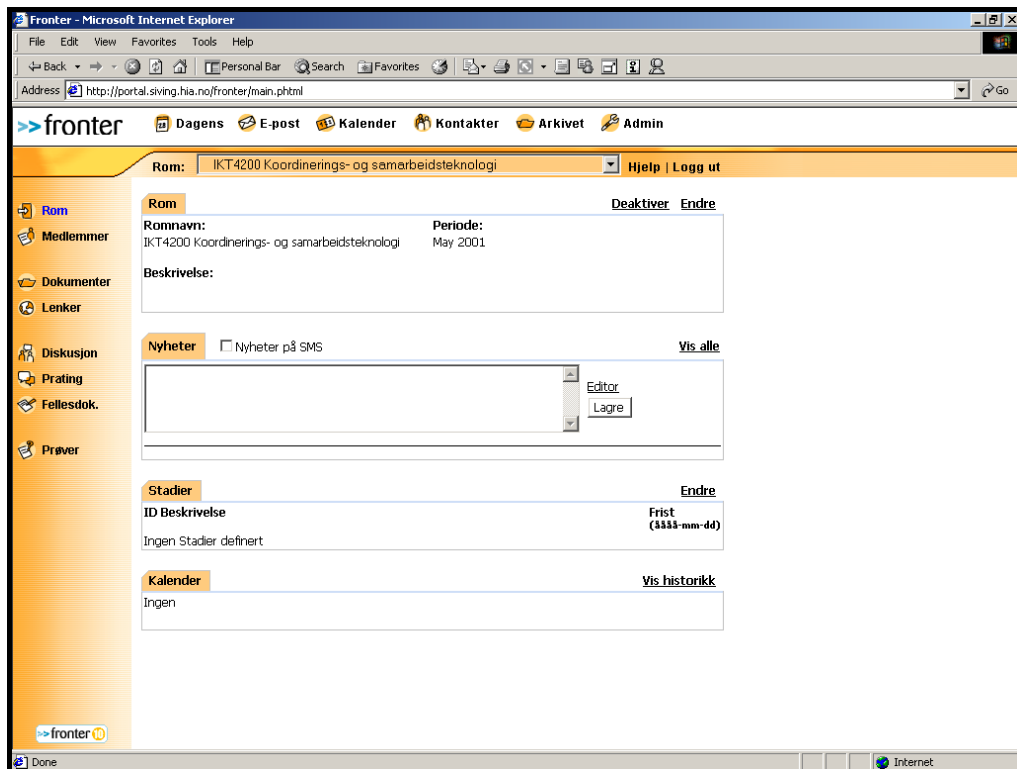 Fronter - Microsoft Internet Explorer
File Edit View Favorites Tools Help
Back Personal Bar Search Favorites
Address http://portal.siving.hia.no/fronter/main.phtml Go
>>fronter Dagens E-post Kalender Kontakter Arkivet Admin
Rom: IKT4200 Koordinerings- og samarbeidsteknologi Hjelp | Logg ut
Rom
Medlemmer
Dokumenter
Lenker
Diskusjon
Prating
Fellesdok.
Prøver
Rom Deaktiver Endre
Romnavn: Periode:
IKT4200 Koordinerings- og samarbeidsteknologi May 2001
Beskrivelse:
Nyheter Nyheter på SMS Vis alle
Editor
Lagre
Stadier Endre
ID Beskrivelse Frist
(åååå-mm-dd)
Ingen Stadier definert
Kalender Vis historikk
Ingen
>>fronter 10
Done Internet